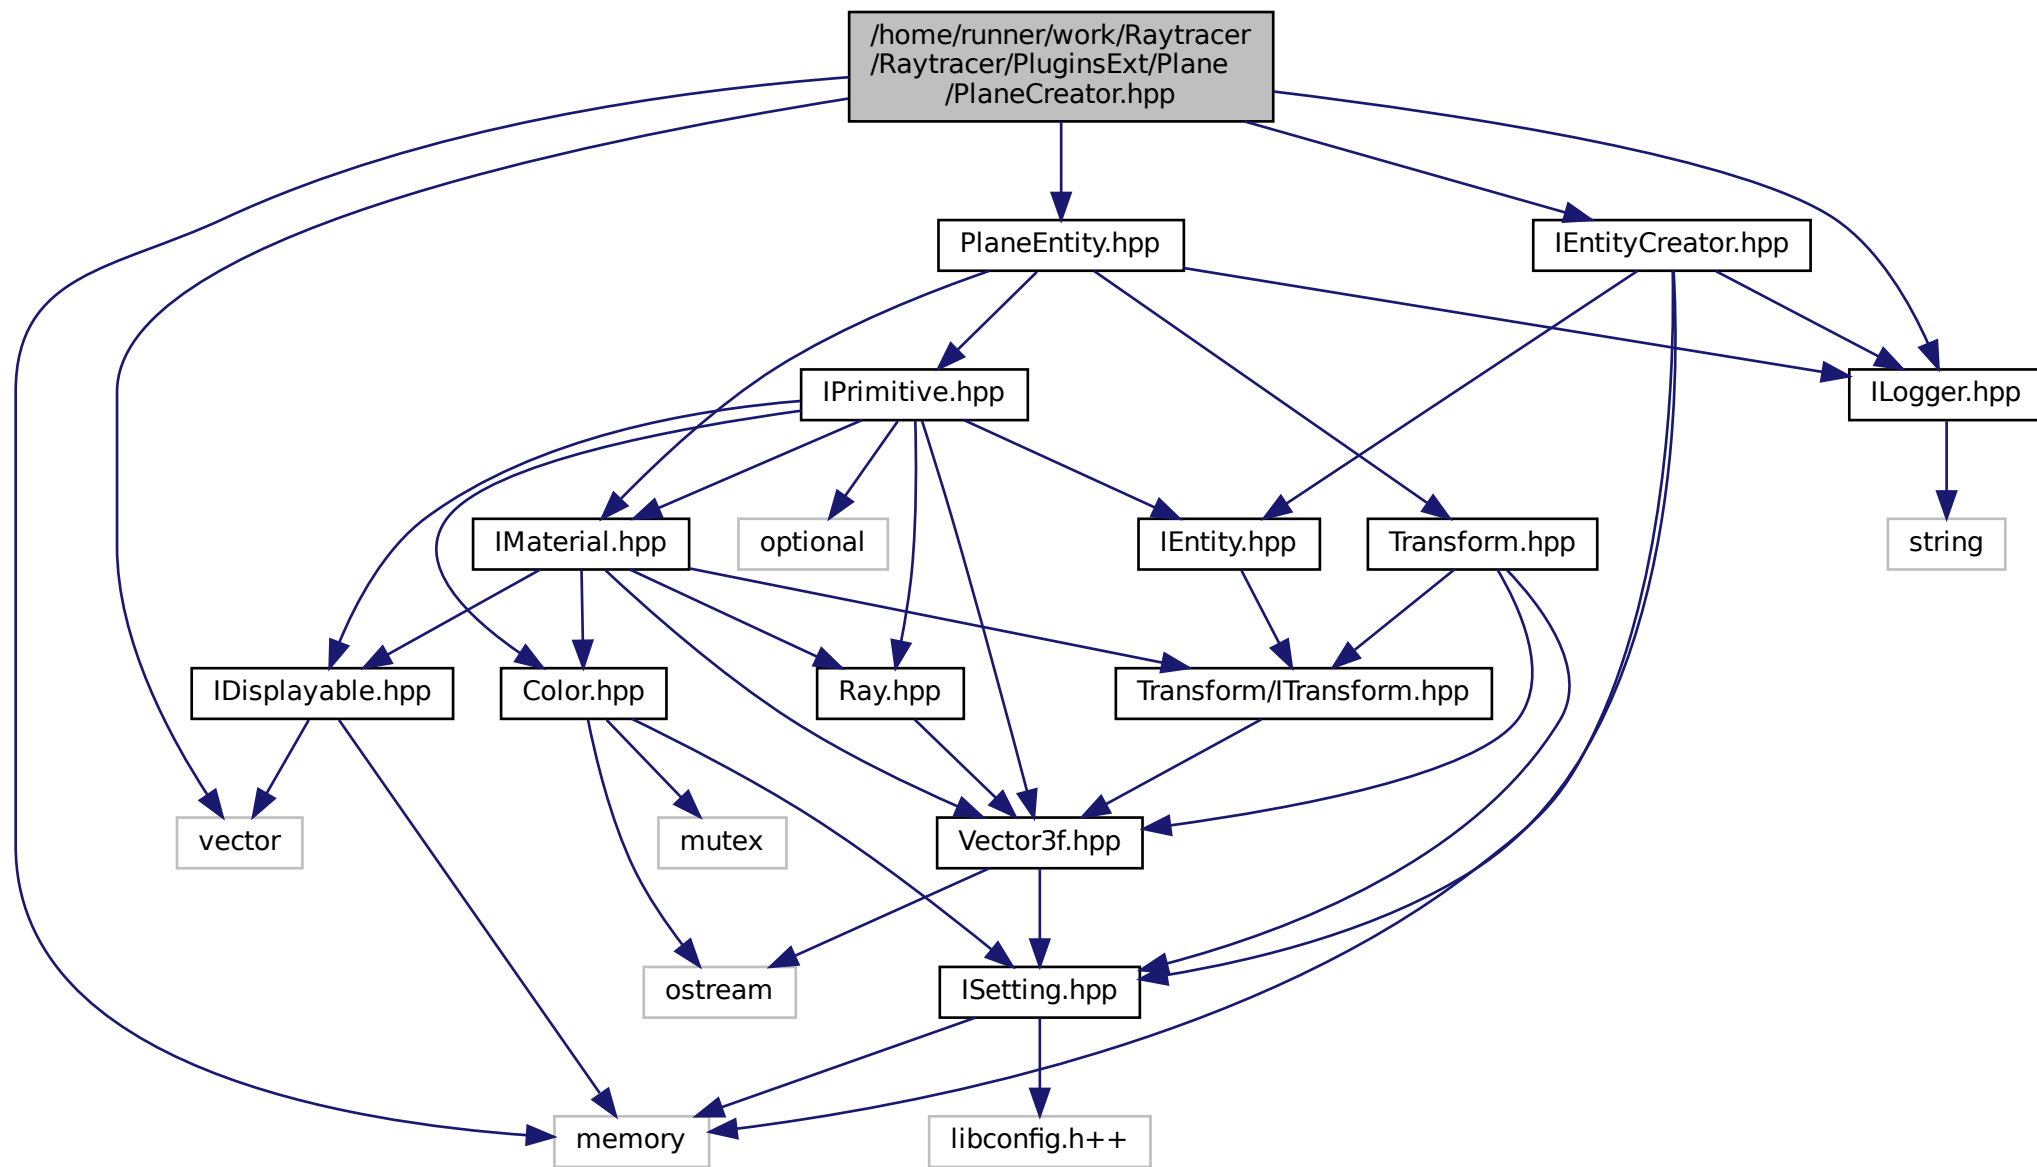 /home/runner/work/Raytracer
/Raytracer/PluginsExt/Plane
/PlaneCreator.hpp
PlaneEntity.hpp
IEntityCreator.hpp
IPrimitive.hpp
ILogger.hpp
IMaterial.hpp
optional
IEntity.hpp
Transform.hpp
string
IDisplayable.hpp
Color.hpp
Ray.hpp
Transform/ITransform.hpp
vector
mutex
Vector3f.hpp
ostream
ISetting.hpp
memory
libconfig.h++